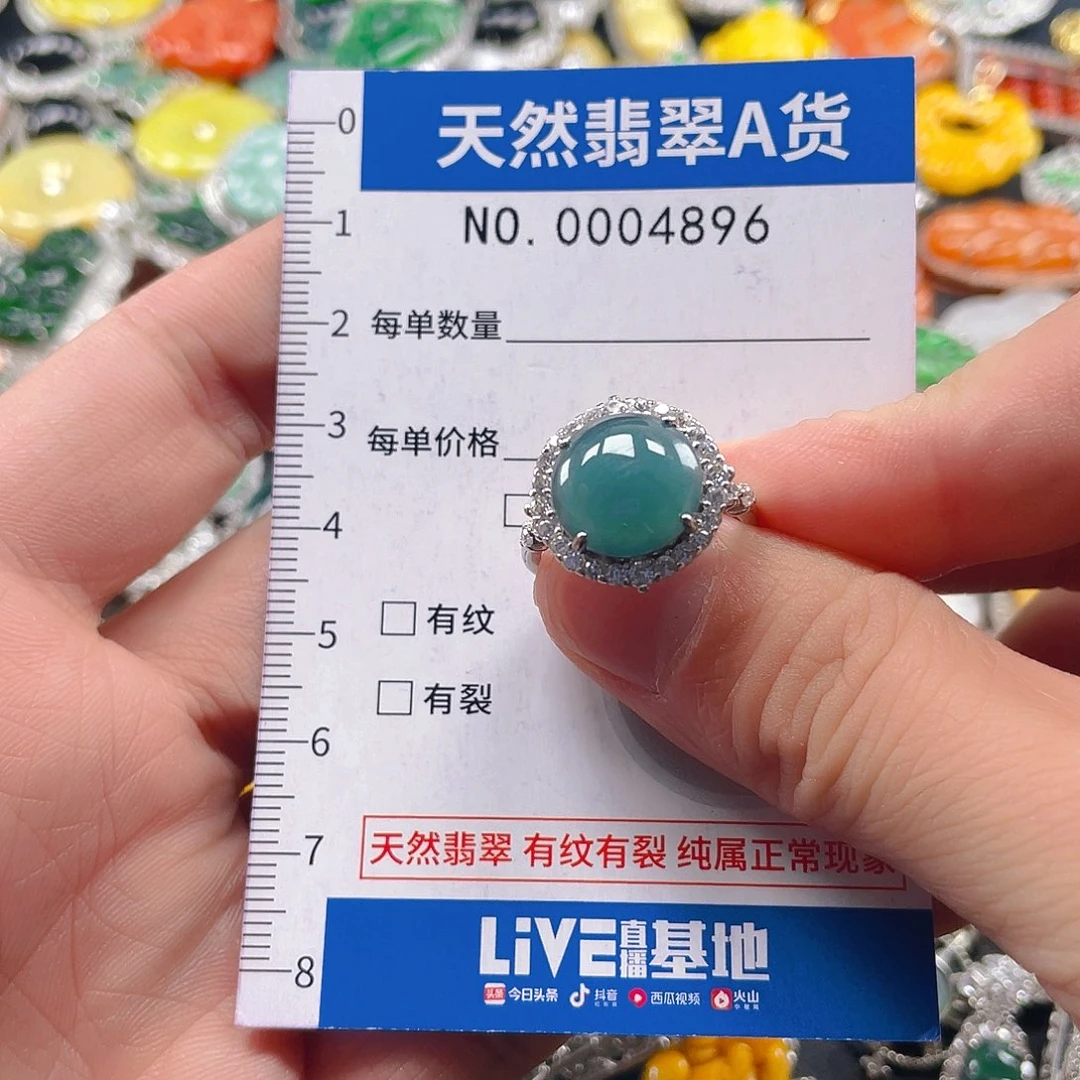 天然翡翠A货
NO. 0004896
0
1
2
3
4
5
6
7
8
每单数量
每单价格
有纹
有裂
天然翡翠 有纹有裂 纯属正常现象
LiVE直播基地
头条 今日头条 抖音 西瓜视频 火山